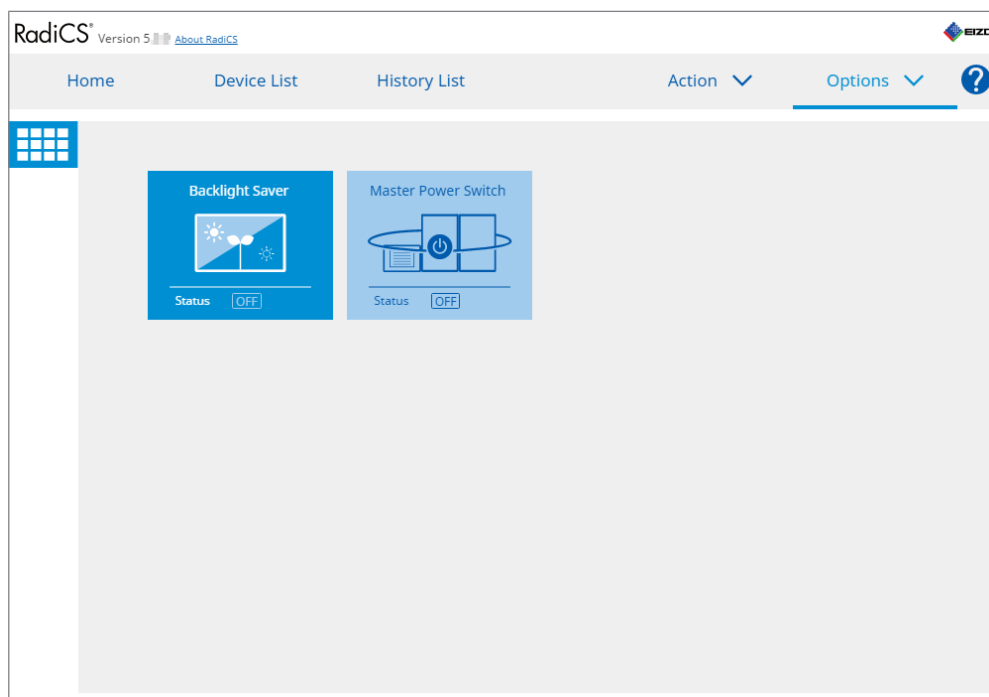 RadiCS® Version 5. About RadiCS
EIZO
Home Device List History List Action Options ?
Backlight Saver Master Power Switch
Status OFF Status OFF